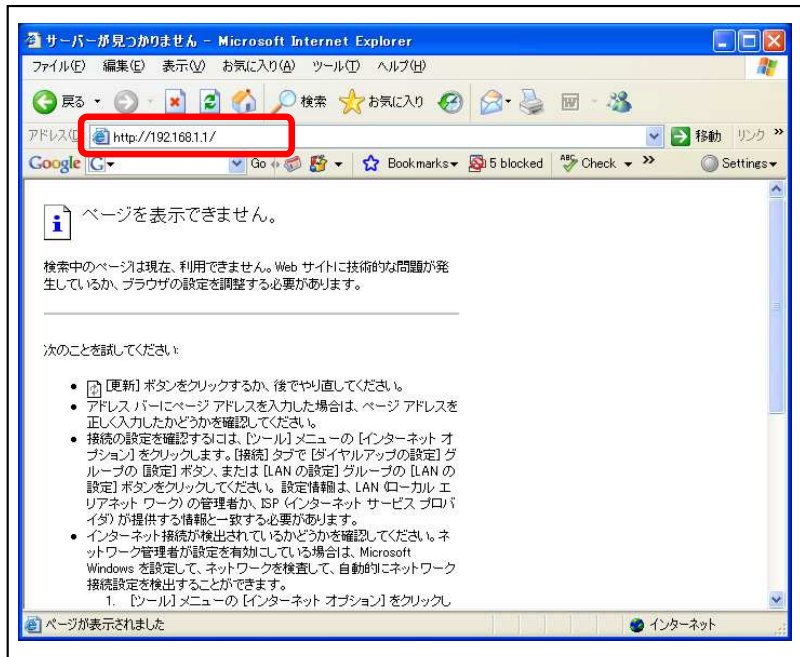 サーバーが見つかりません - Microsoft Internet Explorer
ファイル(F) 編集(E) 表示(V) お気に入り(A) ツール(T) ヘルプ(H)
戻る 検索 お気に入り
アドレス(D) http://192.168.1.1/ 移動 リンク »
Google G Go Bookmarks 5 blocked ABC Check » Settings
ページを表示できません。
検索中のページは現在、利用できません。Web サイトに技術的な問題が発
生しているか、ブラウザの設定を調整する必要があります。
次のことを試してください:
• [更新] ボタンをクリックするか、後でやり直してください。
• アドレス バーにページ アドレスを入力した場合は、ページ アドレスを
正しく入力したかどうかを確認してください。
• 接続の設定を確認するには、[ツール] メニューの [インターネット オ
プション] をクリックします。[接続] タブで [ダイヤルアップの設定] グ
ループの [設定] ボタン、または [LAN の設定] グループの [LAN の
設定] ボタンをクリックしてください。設定情報は、LAN (ローカル エ
リアネット ワーク) の管理者か、ISP (インターネット サービス プロバ
イダ) が提供する情報と一致する必要があります。
• インターネット接続が検出されているかどうかを確認してください。ネ
ットワーク管理者が設定を有効にしている場合は、Microsoft
Windows を設定して、ネットワークを検査して、自動的にネットワーク
接続設定を検出することができます。
1. [ツール] メニューの [インターネット オプション] をクリックし
ページが表示されました インターネット